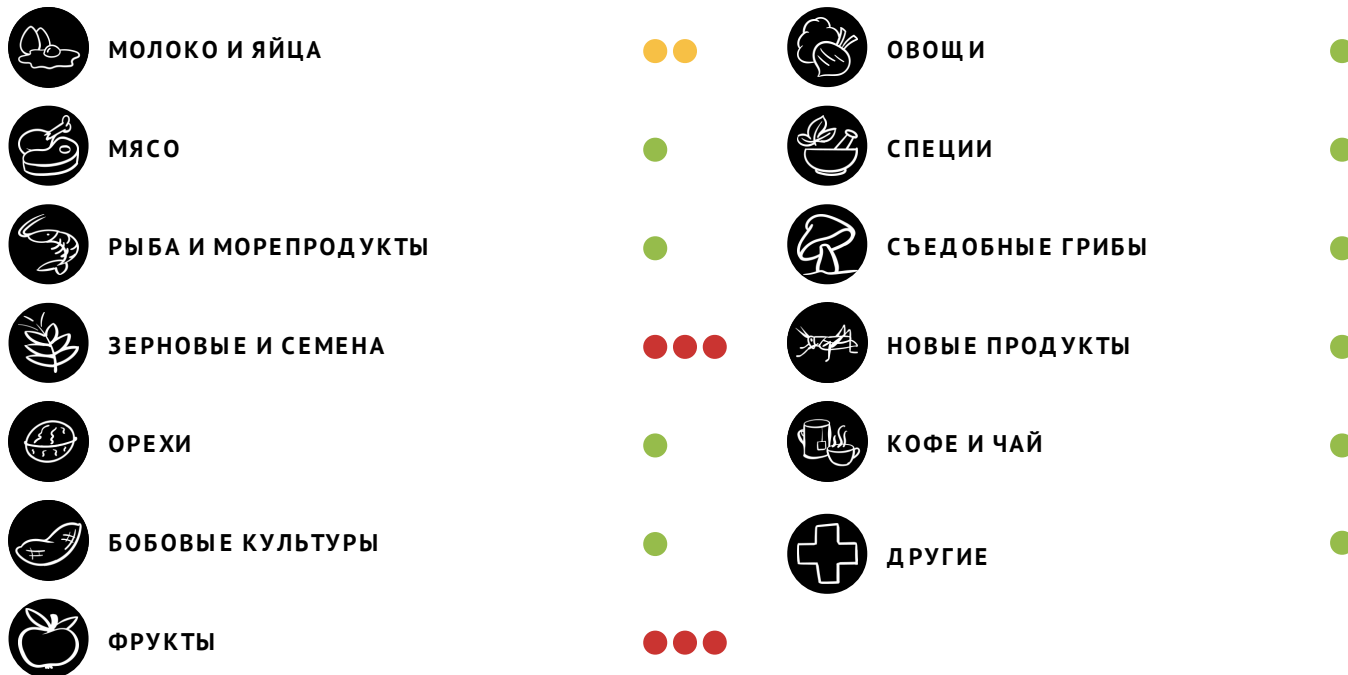 МОЛОКО И ЯЙЦА
МЯСО
РЫБА И МОРЕПРОДУКТЫ
ЗЕРНОВЫЕ И СЕМЕНА
ОРЕХИ
БОБОВЫЕ КУЛЬТУРЫ
ФРУКТЫ
ОВОЩИ
СПЕЦИИ
СЪЕДОБНЫЕ ГРИБЫ
НОВЫЕ ПРОДУКТЫ
КОФЕ И ЧАЙ
ДРУГИЕ